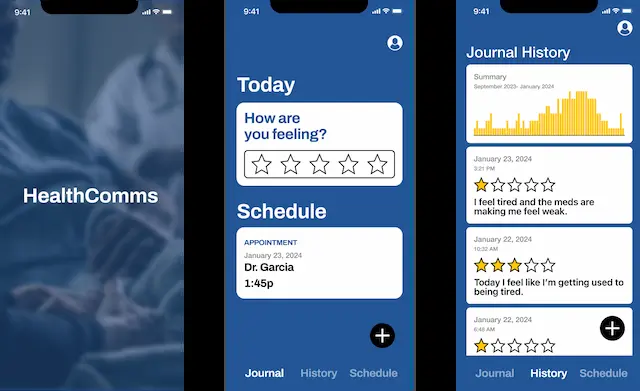 9:41
HealthComms
9:41
Today
How are
you feeling?
Schedule
APPOINTMENT
January 23, 2024
Dr. Garcia
1:45p
Journal History Schedule
9:41
Journal History
Summary
September 2023- January 2024
January 23, 2024
3:21 PM
I feel tired and the meds are
making me feel weak.
January 22, 2024
10:32 AM
Today I feel like I'm getting used to
being tired.
January 22, 2024
6:48 AM
Journal History Schedule